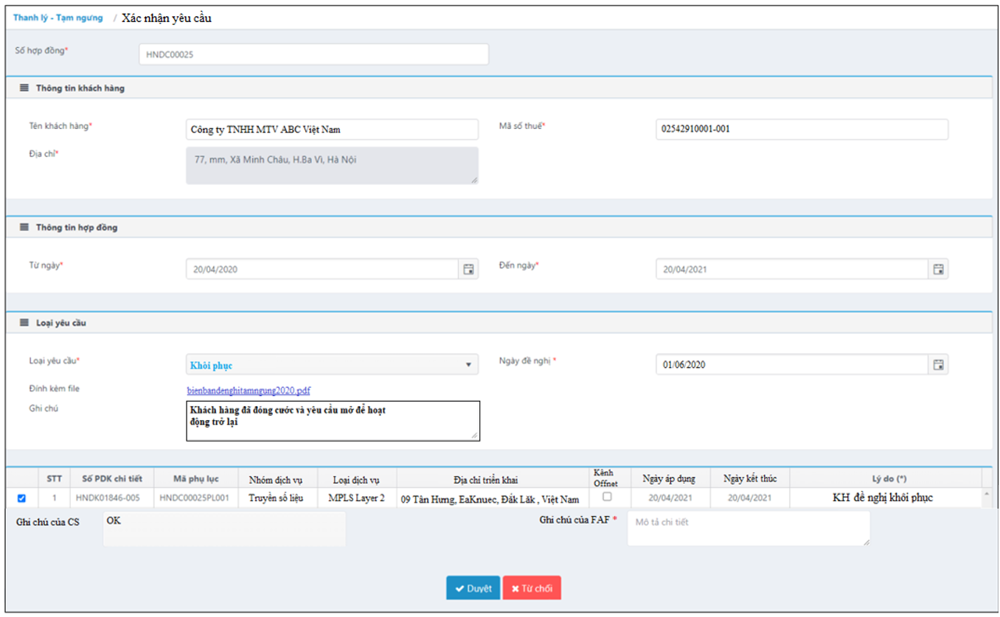 Thanh lý - Tạm ngưng / Xác nhận yêu cầu
Số hợp đồng* HNDC00025
Thông tin khách hàng
Tên khách hàng* Công ty TNHH MTV ABC Việt Nam Mã số thuế* 02542910001-001
Địa chỉ* 77, mm, Xã Minh Châu, H.Ba Vì, Hà Nội
Thông tin hợp đồng
Từ ngày* 20/04/2020 Đến ngày* 20/04/2021
Loại yêu cầu
Loại yêu cầu* Khôi phục Ngày đề nghị * 01/06/2020
Đính kèm file bienbandenghitamngung2020.pdf
Ghi chú Khách hàng đã đóng cước và yêu cầu mở để hoạt
động trở lại
STT Số PDK chi tiết Mã phụ lục Nhóm dịch vụ Loại dịch vụ Địa chỉ triển khai Kênh Offnet Ngày áp dụng Ngày kết thúc Lý do (*)
1 HNDK01846-005 HNDC00025PL001 Truyền số liệu MPLS Layer 2 09 Tân Hưng, EaKnuec, Đắk Lăk , Việt Nam 20/04/2021 20/04/2021 KH đề nghị khôi phục
Ghi chú của CS OK Ghi chú của FAF * Mô tả chi tiết
Duyệt Từ chối